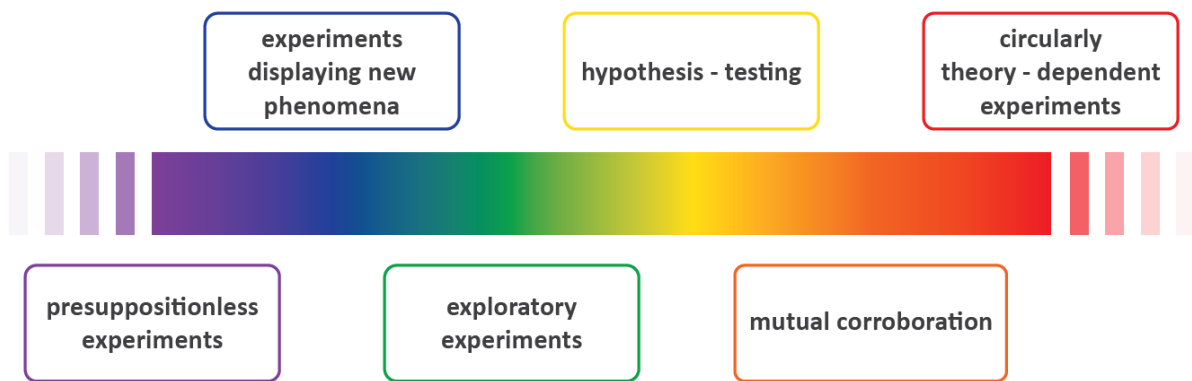 experiments
displaying new
phenomena
hypothesis - testing
circularly
theory - dependent
experiments
presuppositionless
experiments
exploratory
experiments
mutual corroboration